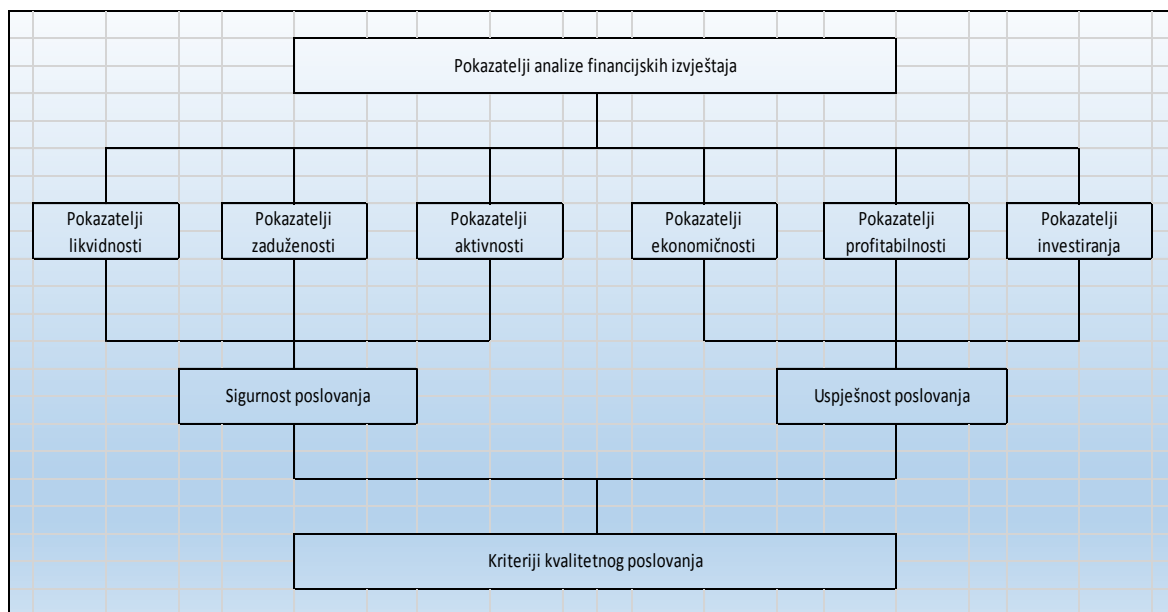 Pokazatelji analize financijskih izvještaja
Pokazatelji
likvidnosti
Pokazatelji
zaduženosti
Pokazatelji
aktivnosti
Pokazatelji
ekonomičnosti
Pokazatelji
profitabilnosti
Pokazatelji
investiranja
Sigurnost poslovanja
Uspješnost poslovanja
Kriteriji kvalitetnog poslovanja